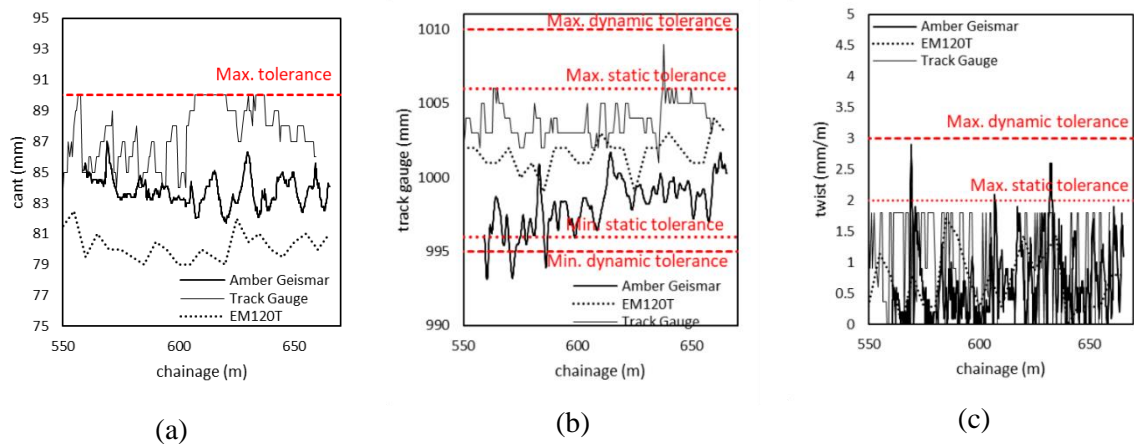 95
93
91
89
87
85
83
81
79
77
75
cant (mm)
Max. tolerance
Amber Geismar
Track Gauge
EM120T
550
600
650
chainage (m)
(a)
1010
1005
1000
995
990
track gauge (mm)
Max. dynamic tolerance
Max. static tolerance
Min. static tolerance
Min. dynamic tolerance
Amber Geismar
EM120T
Track Gauge
550
600
650
chainage (m)
(b)
5
4.5
4
3.5
3
2.5
2
1.5
1
0.5
0
twist (mm/m)
Amber Geismar
EM120T
Track Gauge
Max. dynamic tolerance
Max. static tolerance
550
600
650
chainage (m)
(c)